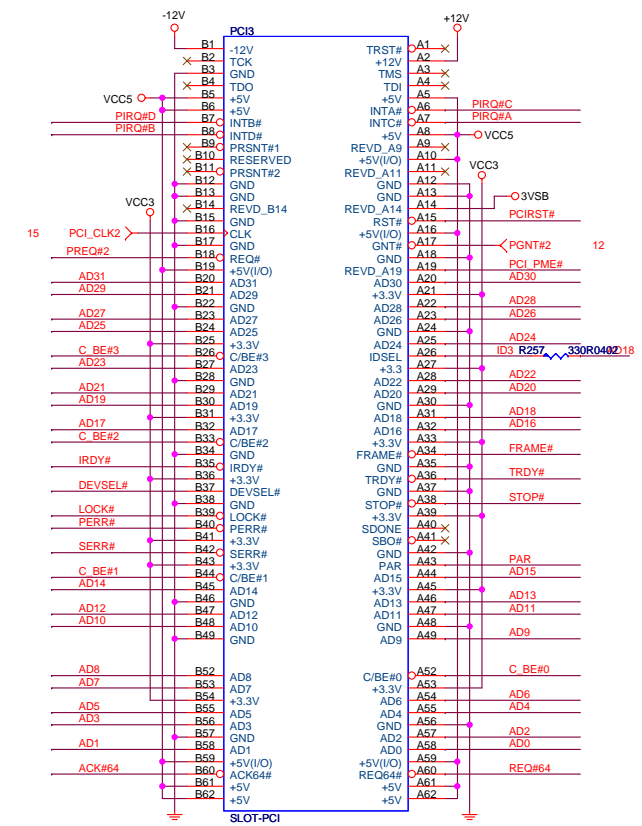 -12V +12V
PCI3
B1 -12V TRST# A1
B2 TCK +12V A2
B3 GND TMS A3
B4 TDO TDI A4
VCC5 B5 +5V +5V A5
B6 +5V INTA# A6 PIRQ#C
PIRQ#D B7 INTB# INTC# A7 PIRQ#A
PIRQ#B B8 INTD# +5V A8 VCC5
B9 PRSNT#1 REVD_A9 A9
B10 RESERVED +5V(I/O) A10
B11 PRSNT#2 REVD_A11 A11 VCC3
B12 GND GND A12
B13 GND GND A13
VCC3 B14 REVD_B14 REVD_A14 A14 3VSB
B15 GND RST# A15 PCIRST#
15 PCI_CLK2 B16 CLK +5V(I/O) A16
B17 GND GNT# A17 PGNT#2 12
PREQ#2 B18 REQ# GND A18
B19 +5V(I/O) REVD_A19 A19 PCI_PME#
AD31 B20 AD31 AD30 A20 AD30
AD29 B21 AD29 +3.3V A21
B22 GND AD28 A22 AD28
AD27 B23 AD27 AD26 A23 AD26
AD25 B24 AD25 GND A24
B25 +3.3V AD24 A25 AD24
C_BE#3 B26 C/BE#3 IDSEL A26 ID3 R257 330R0402 AD18
AD23 B27 AD23 +3.3 A27
B28 GND AD22 A28 AD22
AD21 B29 AD21 AD20 A29 AD20
AD19 B30 AD19 GND A30
B31 +3.3V AD18 A31 AD18
AD17 B32 AD17 AD16 A32 AD16
C_BE#2 B33 C/BE#2 +3.3V A33
B34 GND FRAME# A34 FRAME#
IRDY# B35 IRDY# GND A35
B36 +3.3V TRDY# A36 TRDY#
DEVSEL# B37 DEVSEL# GND A37
B38 GND STOP# A38 STOP#
LOCK# B39 LOCK# +3.3V A39
PERR# B40 PERR# SDONE A40
B41 +3.3V SBO# A41
SERR# B42 SERR# GND A42
B43 +3.3V PAR A43 PAR
C_BE#1 B44 C/BE#1 AD15 A44 AD15
AD14 B45 AD14 +3.3V A45
B46 GND AD13 A46 AD13
AD12 B47 AD12 AD11 A47 AD11
AD10 B48 AD10 GND A48
B49 GND AD9 A49 AD9
AD8 B52 AD8 C/BE#0 A52 C_BE#0
AD7 B53 AD7 +3.3V A53
B54 +3.3V AD6 A54 AD6
AD5 B55 AD5 AD4 A55 AD4
AD3 B56 AD3 GND A56
B57 GND AD2 A57 AD2
AD1 B58 AD1 AD0 A58 AD0
B59 +5V(I/O) +5V(I/O) A59
ACK#64 B60 ACK64# REQ64# A60 REQ#64
B61 +5V +5V A61
B62 +5V +5V A62
SLOT-PCI